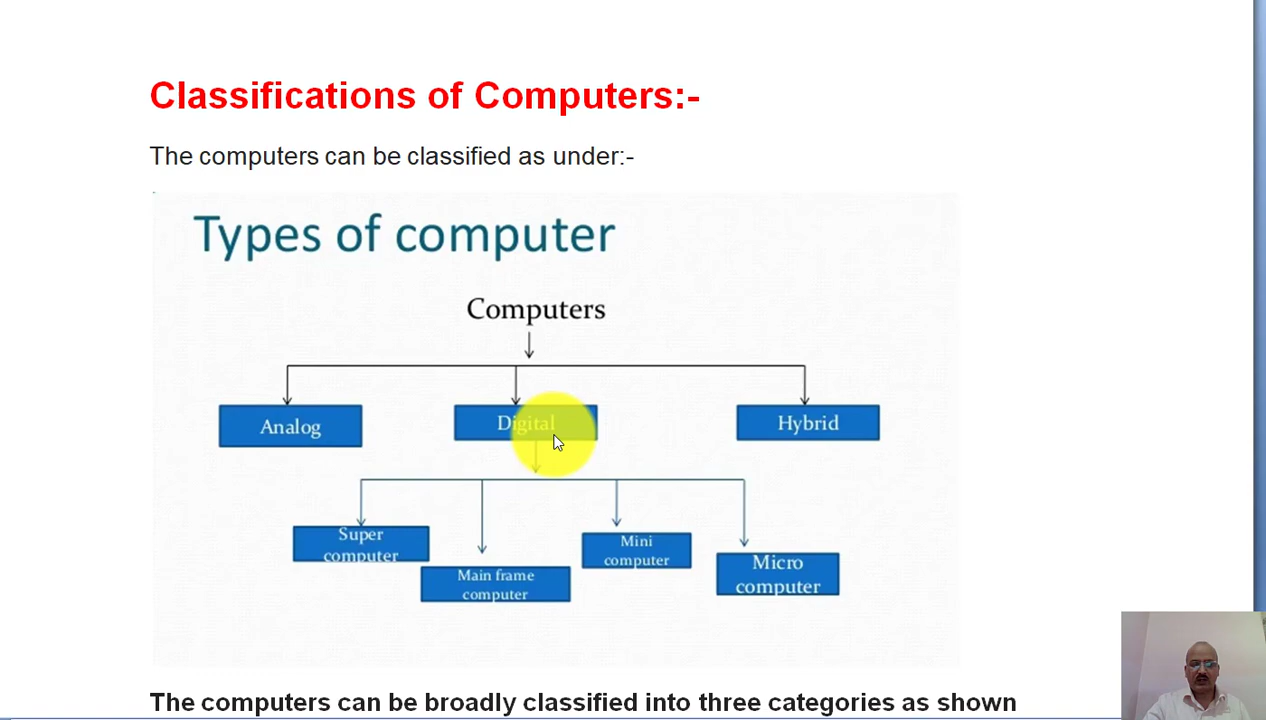 Classifications of Computers:-
The computers can be classified as under:-
Types of computer
Computers
Analog
Digital
Hybrid
Super
computer
Main frame
computer
Mini
computer
Micro
computer
The computers can be broadly classified into three categories as shown